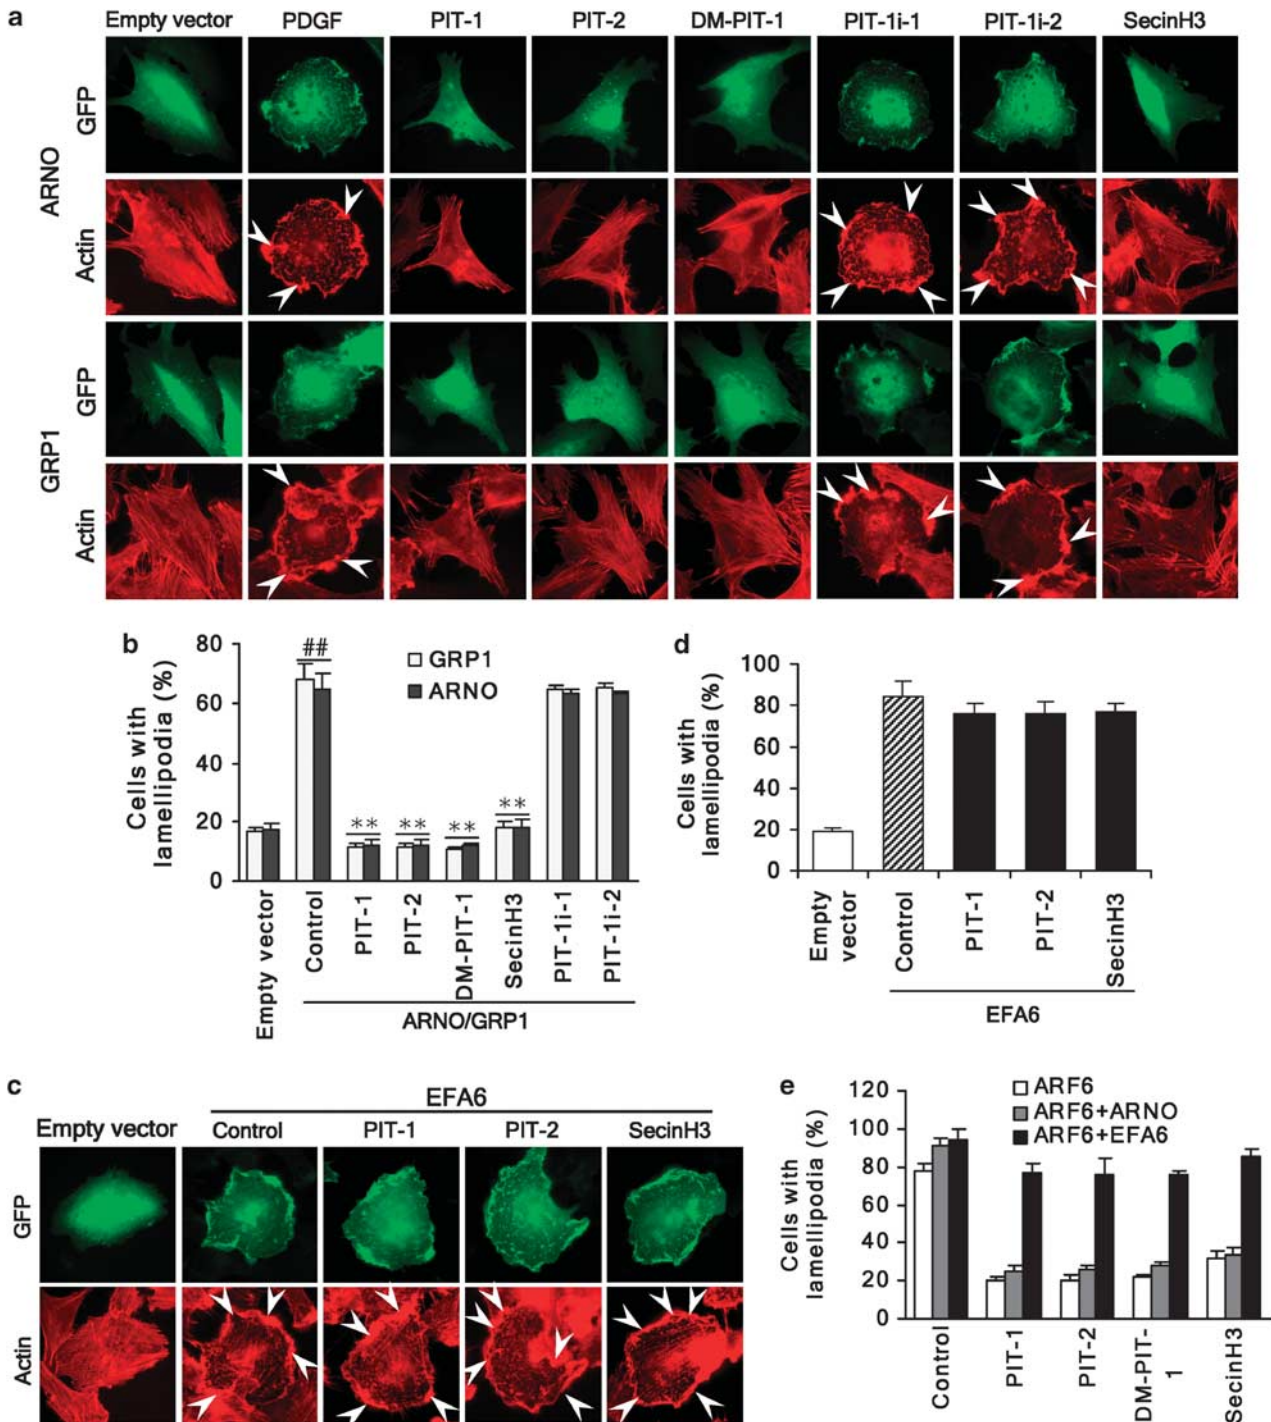 a
Empty vector PDGF PIT-1 PIT-2 DM-PIT-1 PIT-1i-1 PIT-1i-2 SecinH3
ARNO
GFP
Actin
GRP1
GFP
Actin
b
Cells with
lamellipodia (%)
80
60
40
20
0
##
GRP1
ARNO
** ** ** **
Empty vector
Control
PIT-1
PIT-2
DM-PIT-1
SecinH3
PIT-1i-1
PIT-1i-2
ARNO/GRP1
d
Cells with
lamellipodia (%)
100
80
60
40
20
0
Empty
vector
Control
PIT-1
PIT-2
SecinH3
EFA6
c
EFA6
Empty vector Control PIT-1 PIT-2 SecinH3
GFP
Actin
e
Cells with
lamellipodia (%)
120
100
80
60
40
20
0
ARF6
ARF6+ARNO
ARF6+EFA6
Control
PIT-1
PIT-2
DM-PIT-
1
SecinH3